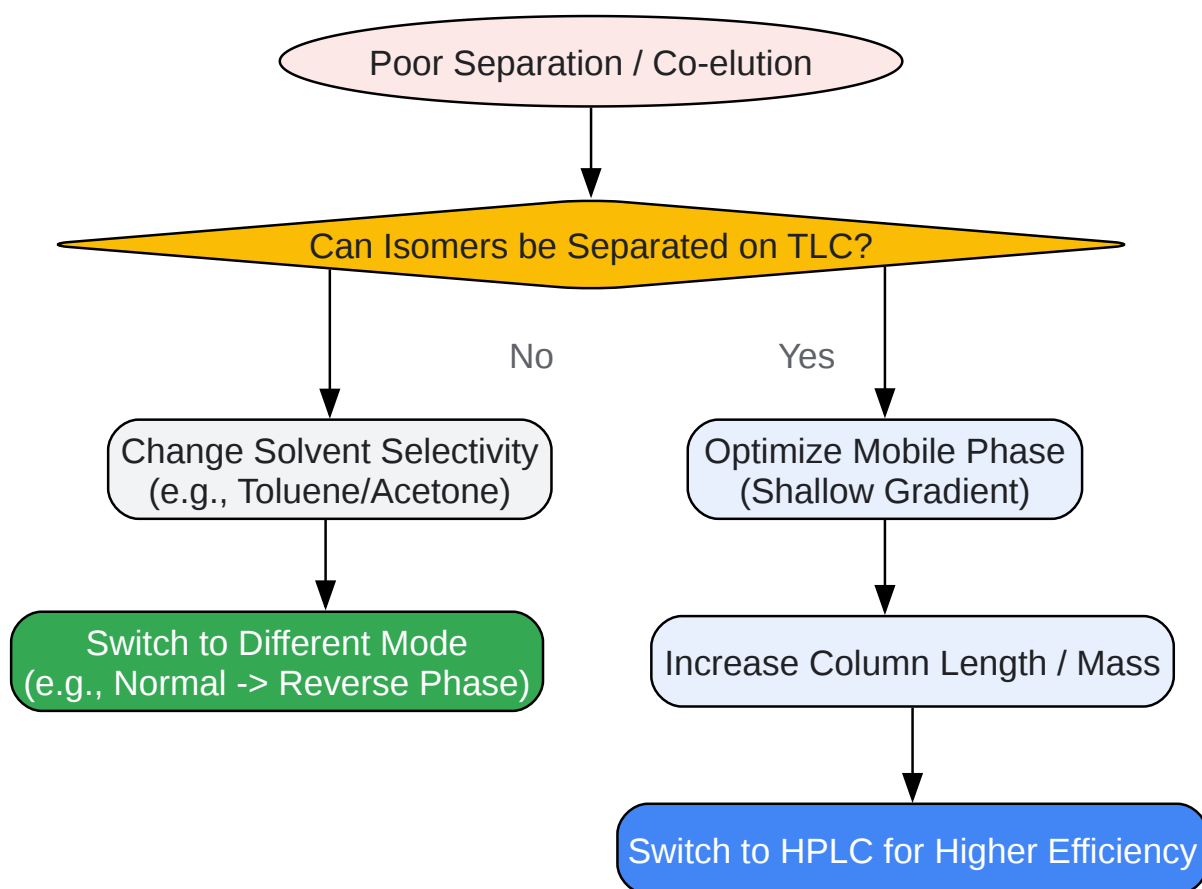 Poor Separation / Co-elution
Can Isomers be Separated on TLC?
No
Yes
Change Solvent Selectivity
(e.g., Toluene/Acetone)
Optimize Mobile Phase
(Shallow Gradient)
Switch to Different Mode
(e.g., Normal -> Reverse Phase)
Increase Column Length / Mass
Switch to HPLC for Higher Efficiency